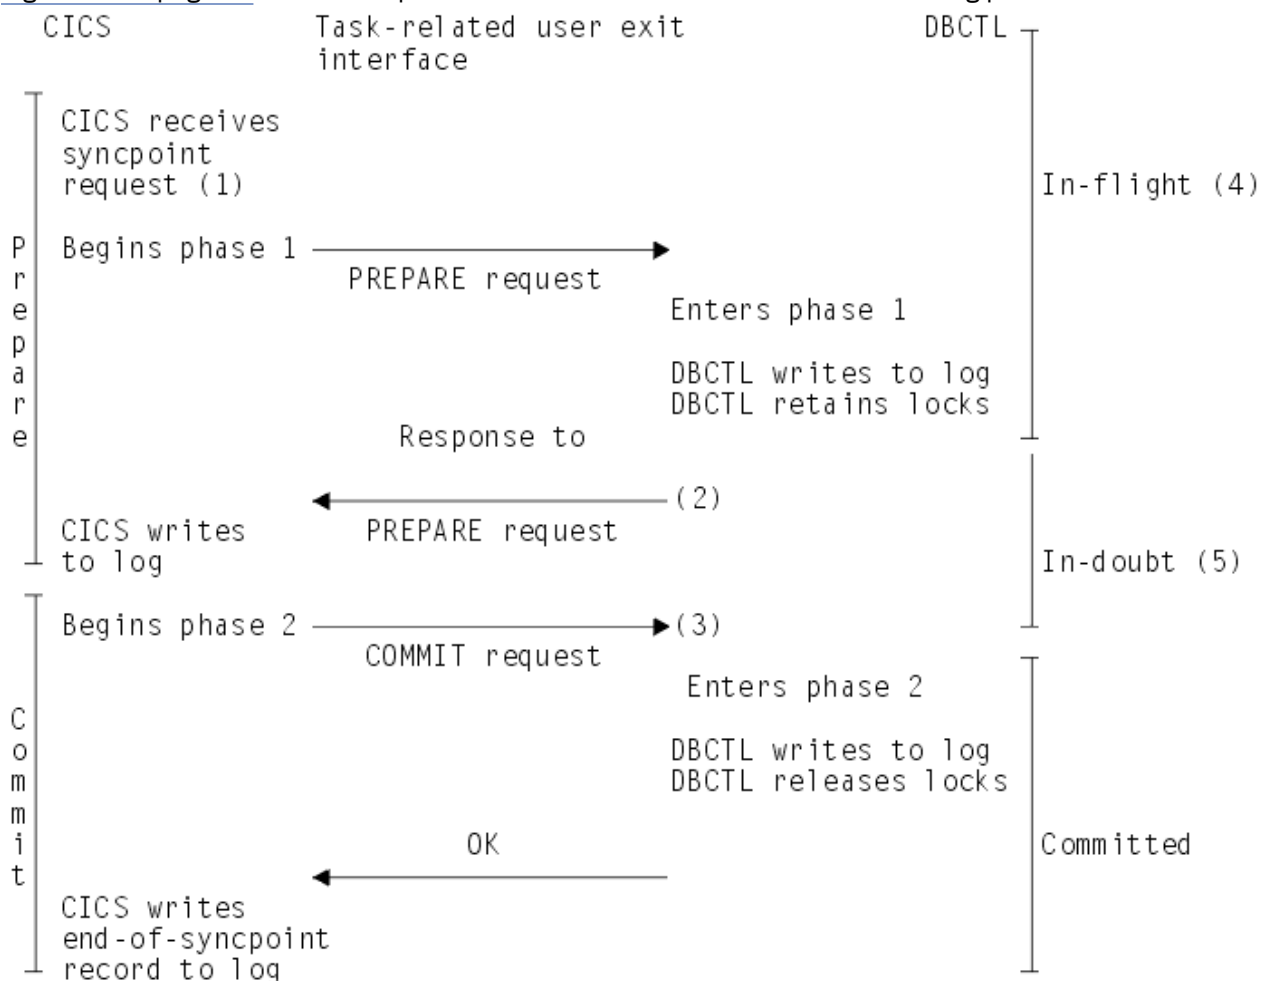 CICS Task-related user exit DBCTL
interface
CICS receives
syncpoint
request (1) In-flight (4)
Begins phase 1
PREPARE request
Enters phase 1
DBCTL writes to log
DBCTL retains locks
Prepare
Response to
(2)
CICS writes PREPARE request
to log In-doubt (5)
Begins phase 2 (3)
COMMIT request
Enters phase 2
DBCTL writes to log
DBCTL releases locks
Commit
OK Committed
CICS writes
end-of-syncpoint
record to log